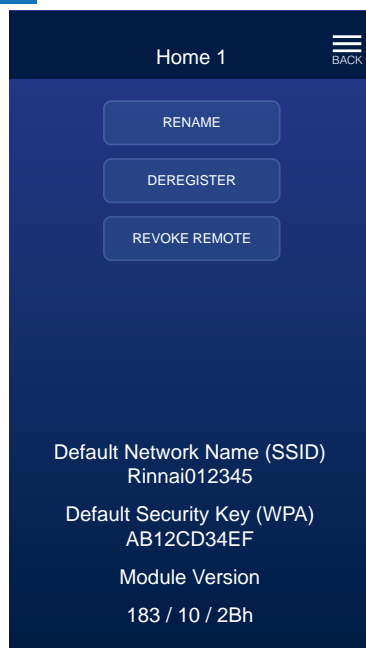 Home 1
BACK
RENAME
DEREGISTER
REVOKE REMOTE
Default Network Name (SSID)
Rinnai012345
Default Security Key (WPA)
AB12CD34EF
Module Version
183 / 10 / 2Bh